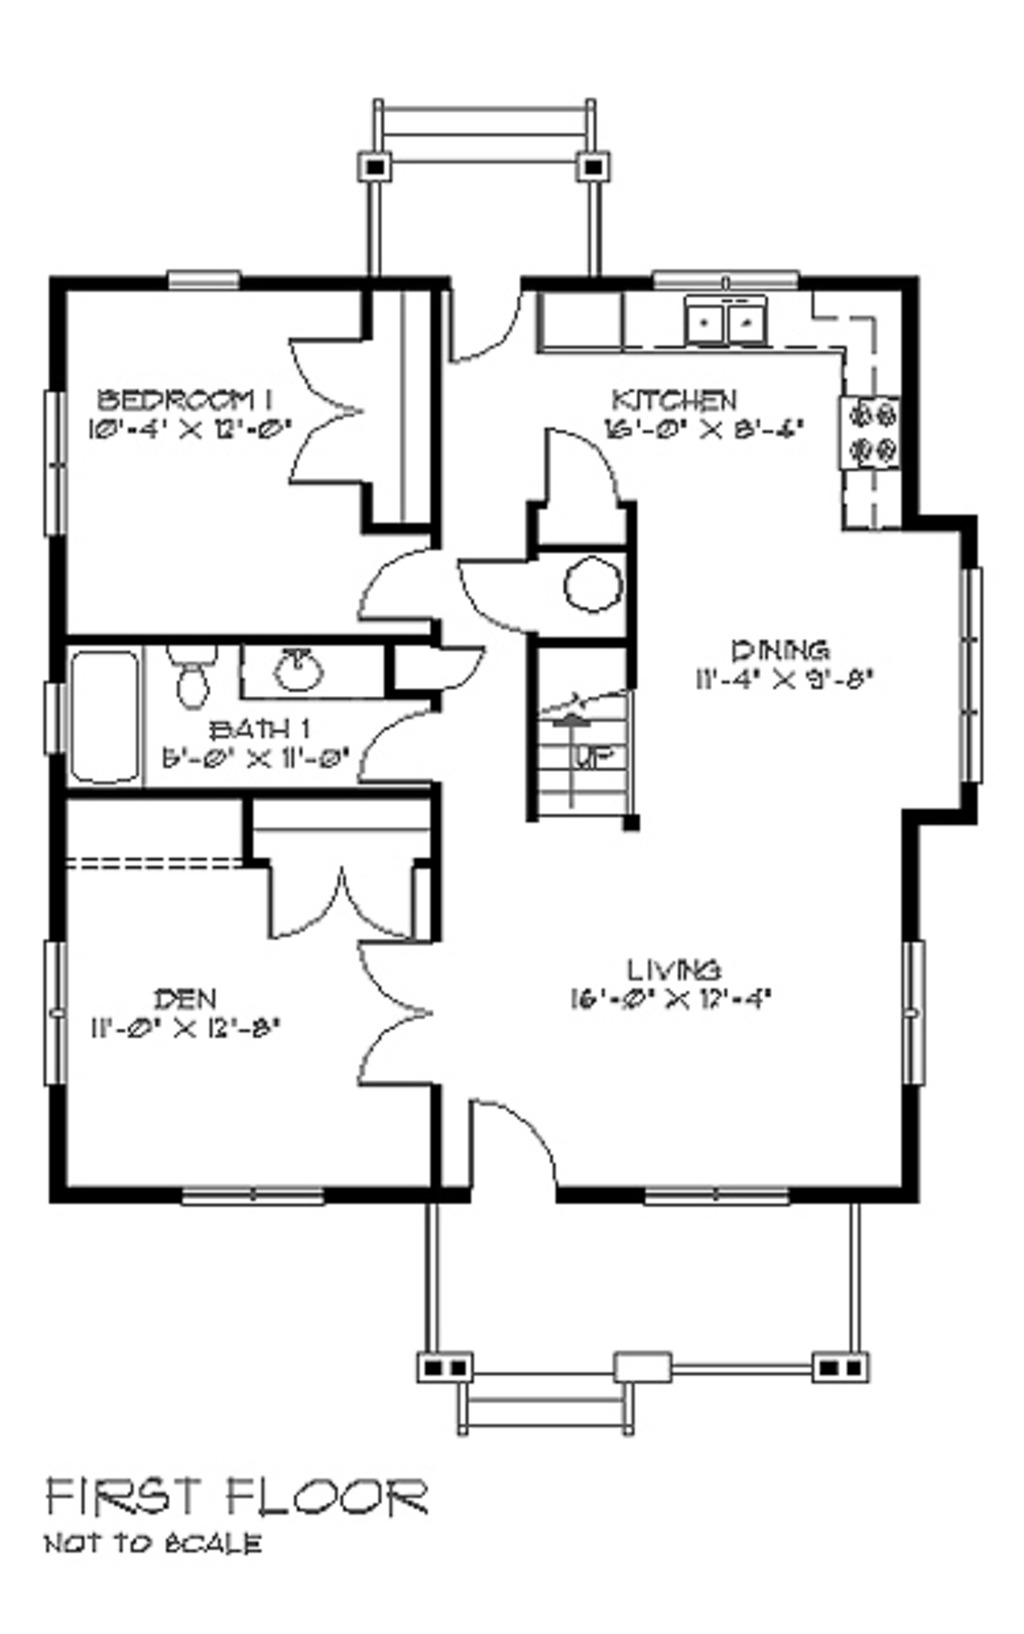 BEDROOM 1
10'-4" X 12'-0"
KITCHEN
16'-0" X 8'-4"
DINING
11'-4" X 9'-8"
BATH 1
5'-0" X 11'-0"
UP
LIVING
16'-0" X 12'-4"
DEN
11'-0" X 12'-8"
FIRST FLOOR
NOT TO SCALE